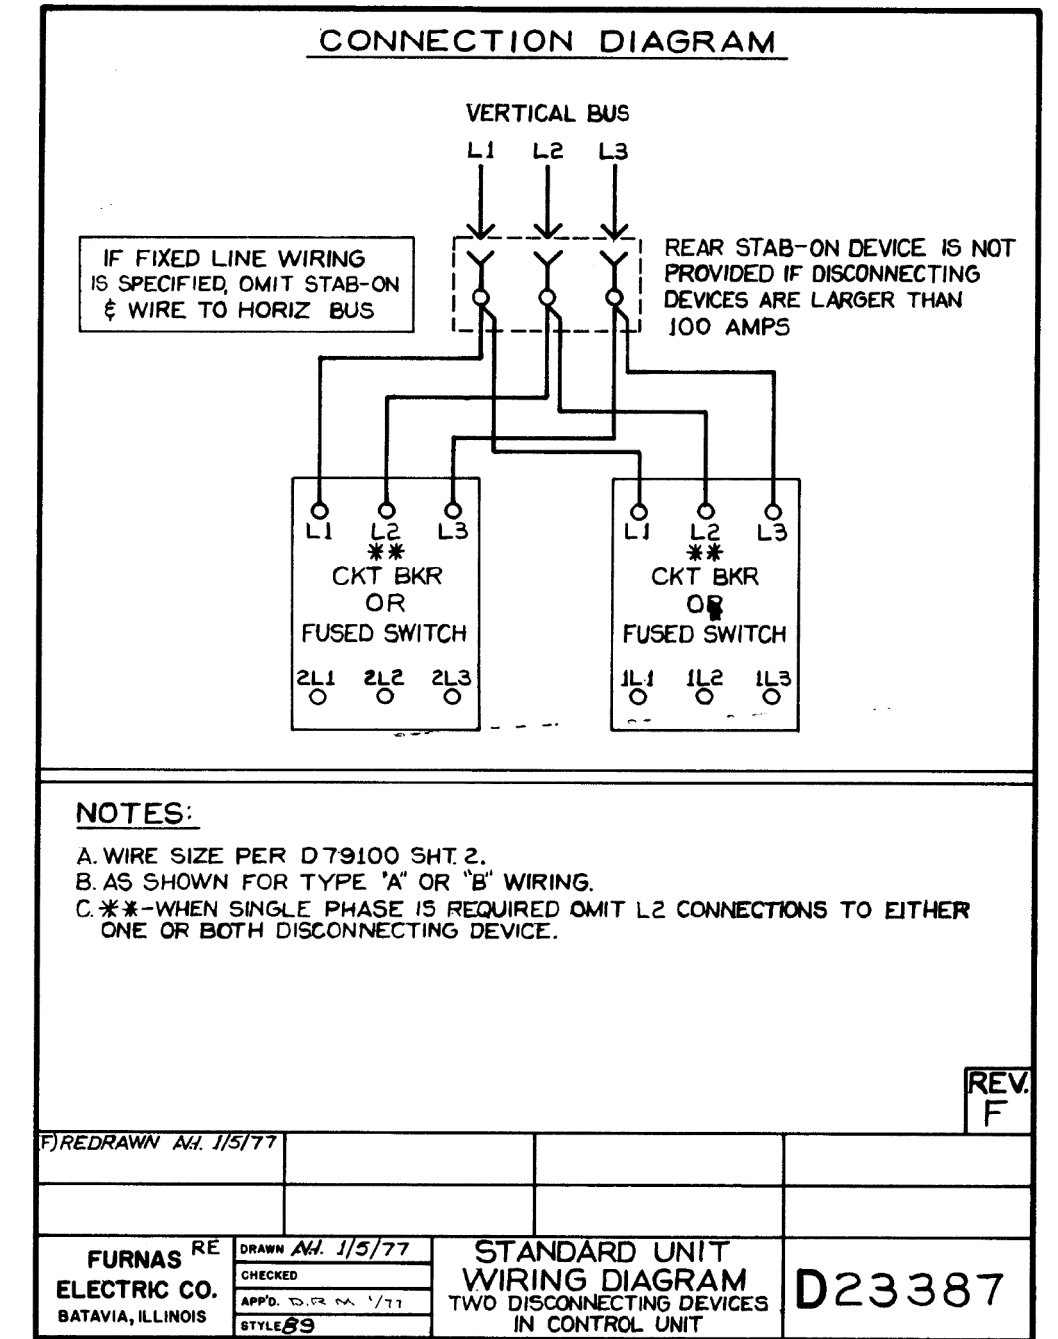 CONNECTION DIAGRAM
VERTICAL BUS
L1 L2 L3
IF FIXED LINE WIRING
IS SPECIFIED, OMIT STAB-ON
& WIRE TO HORIZ BUS
REAR STAB-ON DEVICE IS NOT
PROVIDED IF DISCONNECTING
DEVICES ARE LARGER THAN
100 AMPS
L1 L2 L3
**
CKT BKR
OR
FUSED SWITCH
2L1 2L2 2L3
L1 L2 L3
**
CKT BKR
OR
FUSED SWITCH
1L1 1L2 1L3
NOTES:
A. WIRE SIZE PER D79100 SHT. 2.
B. AS SHOWN FOR TYPE "A" OR "B" WIRING.
C. **-WHEN SINGLE PHASE IS REQUIRED OMIT L2 CONNECTIONS TO EITHER
ONE OR BOTH DISCONNECTING DEVICE.
REV.
F
F) REDRAWN A.H. 1/5/77
FURNAS RE
ELECTRIC CO.
BATAVIA, ILLINOIS
DRAWN A.H. 1/5/77
CHECKED
APP'D. D.R.M. 1/77
STYLE 89
STANDARD UNIT
WIRING DIAGRAM
TWO DISCONNECTING DEVICES
IN CONTROL UNIT
D23387